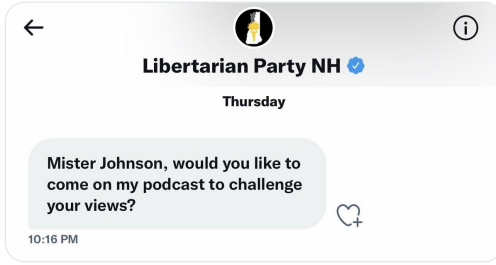 Libertarian Party NH
Thursday
Mister Johnson, would you like to
come on my podcast to challenge
your views?
10:16 PM